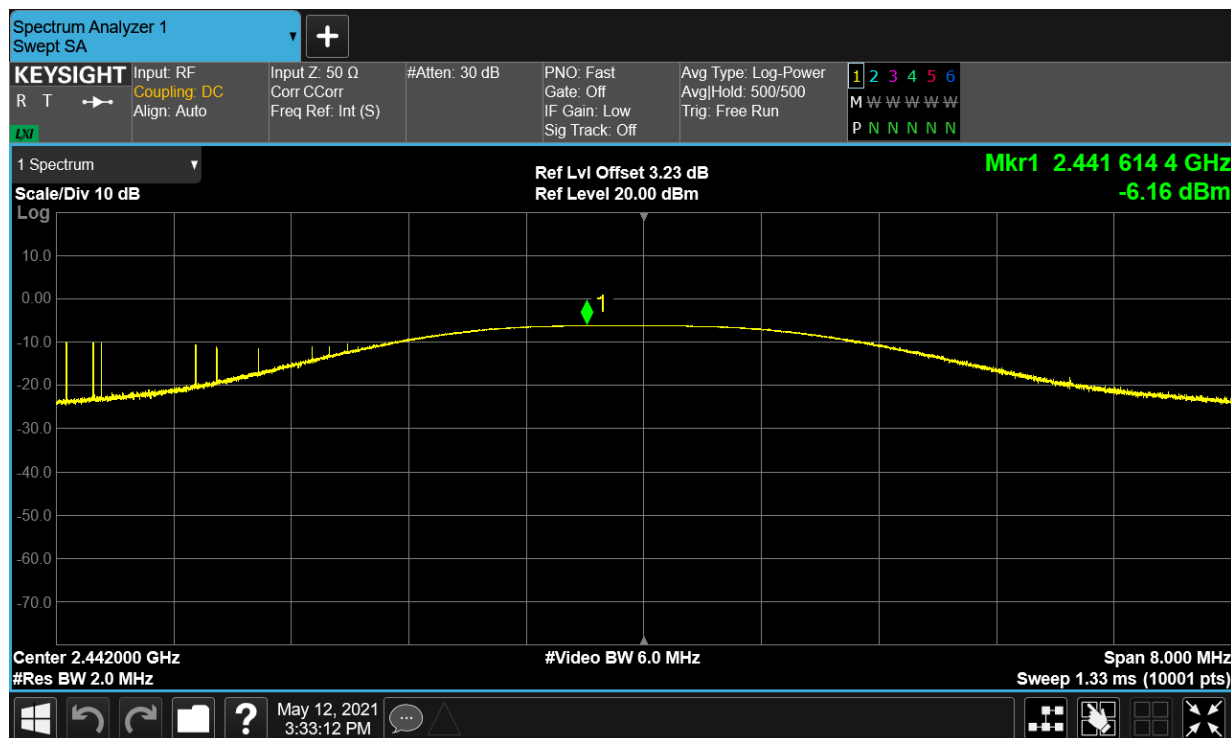 Spectrum Analyzer 1
Swept SA
+
KEYSIGHT
R T
LXI
Input: RF
Coupling: DC
Align: Auto
Input Z: 50 Ω
Corr CCorr
Freq Ref: Int (S)
#Atten: 30 dB
PNO: Fast
Gate: Off
IF Gain: Low
Sig Track: Off
Avg Type: Log-Power
Avg|Hold: 500/500
Trig: Free Run
1 2 3 4 5 6
M W W W W W
P N N N N N
1 Spectrum
Scale/Div 10 dB
Log
Ref Lvl Offset 3.23 dB
Ref Level 20.00 dBm
Mkr1 2.441 614 4 GHz
-6.16 dBm
10.0
0.00
-10.0
-20.0
-30.0
-40.0
-50.0
-60.0
-70.0
1
Center 2.442000 GHz
#Res BW 2.0 MHz
#Video BW 6.0 MHz
Span 8.000 MHz
Sweep 1.33 ms (10001 pts)
?
May 12, 2021
3:33:12 PM